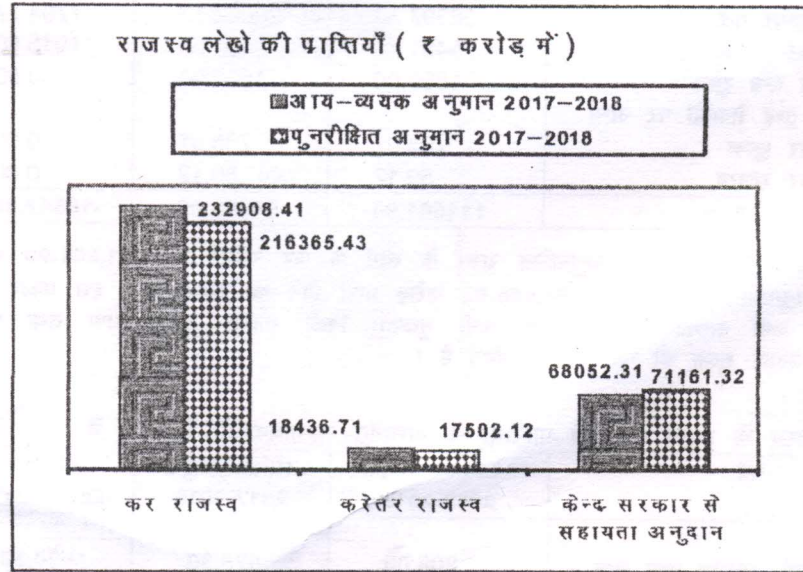 राजस्व लेखे की प्राप्तियाँ ( ₹ करोड़ में )
आय–व्ययक अनुमान 2017–2018
पुनरीक्षित अनुमान 2017–2018
232908.41
216365.43
68052.31 71161.32
18436.71 17502.12
कर राजस्व करेत्तर राजस्व केन्द्र सरकार से
सहायता अनुदान